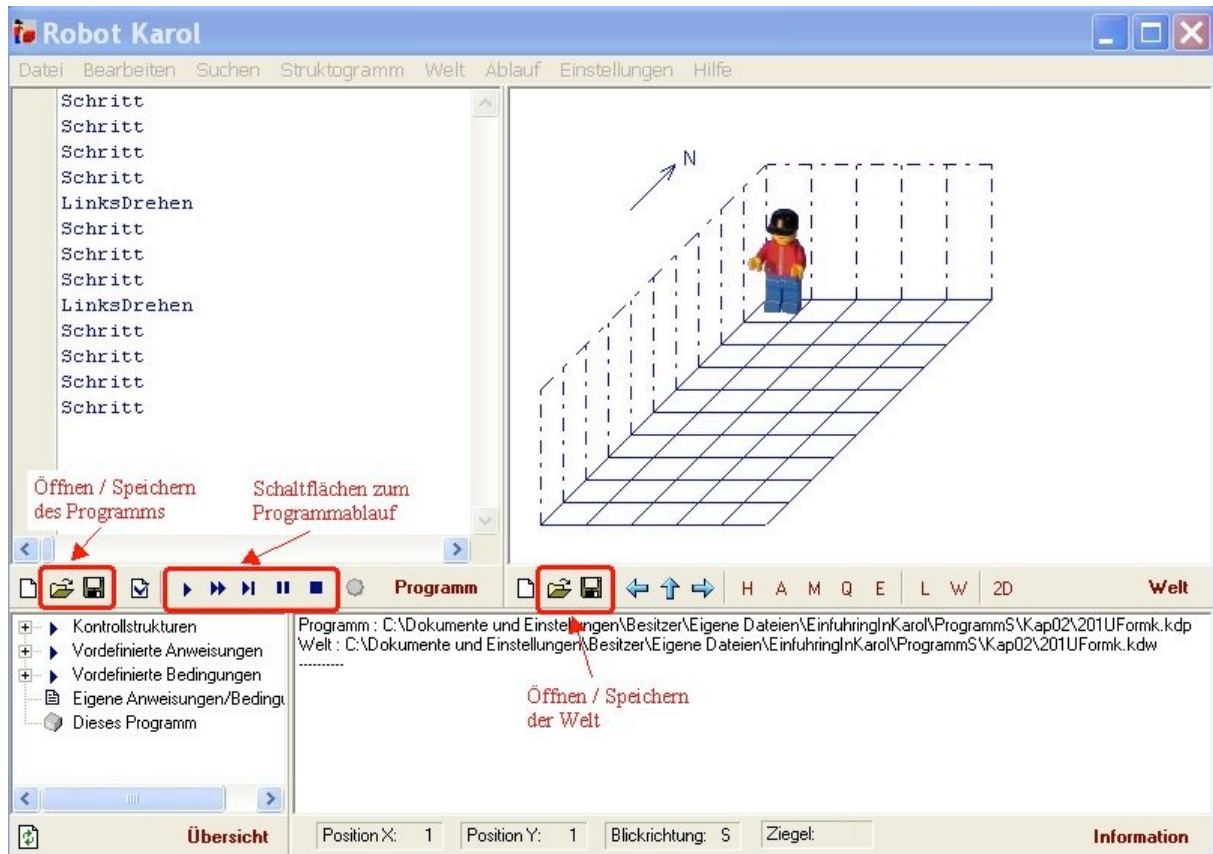 Robot Karol
Datei Bearbeiten Suchen Struktogramm Welt Ablauf Einstellungen Hilfe
Schritt
Schritt
Schritt
Schritt
LinksDrehen
Schritt
Schritt
Schritt
LinksDrehen
Schritt
Schritt
Schritt
Schritt
Öffnen / Speichern
des Programms
Schaltflächen zum
Programmablauf
N
Programm
H A M Q E L W 2D Welt
Kontrollstrukturen
Vordefinierte Anweisungen
Vordefinierte Bedingungen
Eigene Anweisungen/Bedingu
Dieses Programm
Übersicht
Programm : C:\Dokumente und Einstellungen\Besitzer\Eigene Dateien\EinfuhringInKarol\ProgrammS\Kap02\201UFormk.kdp
Welt : C:\Dokumente und Einstellungen\Besitzer\Eigene Dateien\EinfuhringInKarol\ProgrammS\Kap02\201UFormk.kdw
----------
Öffnen / Speichern
der Welt
Position X: 1 Position Y: 1 Blickrichtung: S Ziegel: Information